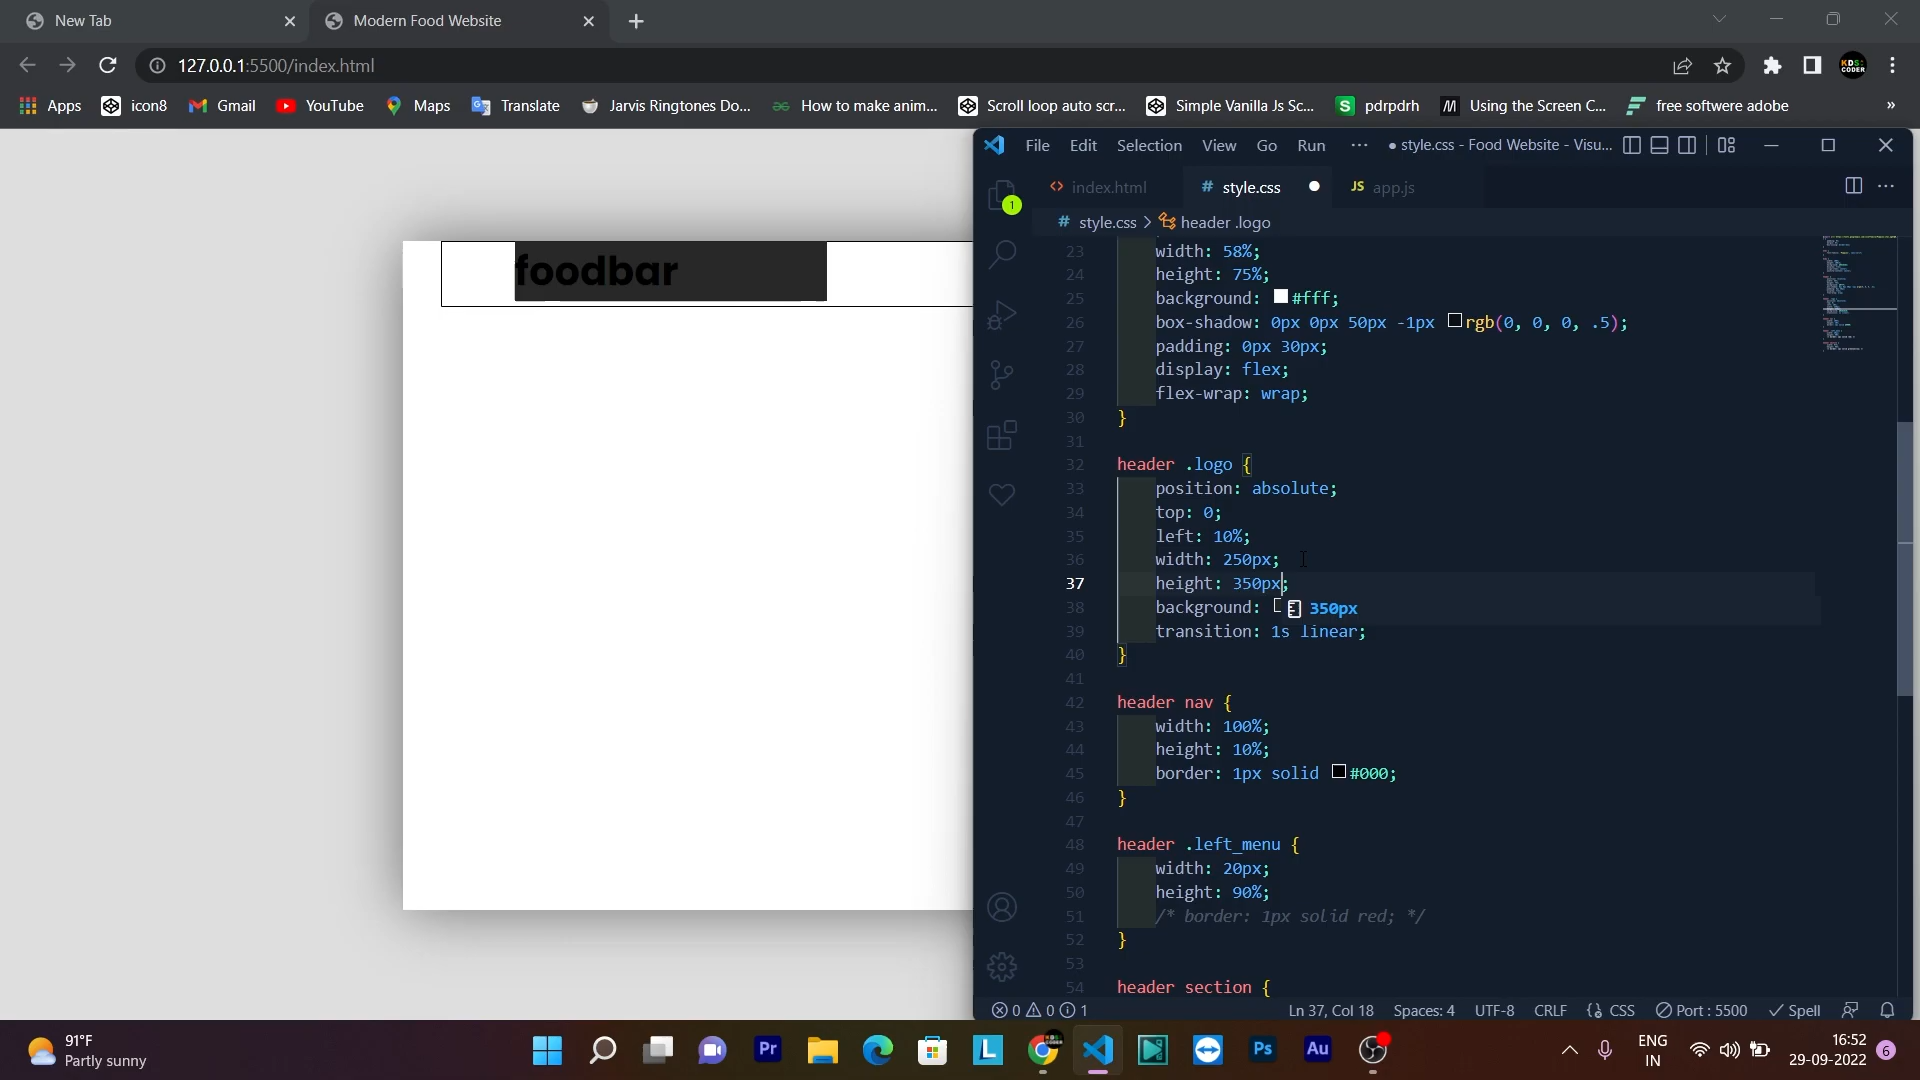 New Tab
Modern Food Website
127.0.0.1:5500/index.html
Apps
icon8
Gmail
YouTube
Maps
Translate
Jarvis Ringtones Do...
How to make anim...
Scroll loop auto scr...
Simple Vanilla Js Sc...
pdrpdrh
Using the Screen C...
free softwere adobe
»
File Edit Selection View Go Run ··· ● style.css - Food Website - Visu...
index.html
# style.css
JS app.js
# style.css > header .logo
1
foodbar
23 width: 58%;
24 height: 75%;
25 background: #fff;
26 box-shadow: 0px 0px 50px -1px rgb(0, 0, 0, .5);
27 padding: 0px 30px;
28 display: flex;
29 flex-wrap: wrap;
30 }
31
32 header .logo {
33 position: absolute;
34 top: 0;
35 left: 10%;
36 width: 250px;
37 height: 350px;
38 background: 350px
39 transition: 1s linear;
40 }
41
42 header nav {
43 width: 100%;
44 height: 10%;
45 border: 1px solid #000;
46 }
47
48 header .left_menu {
49 width: 20px;
50 height: 90%;
51 /* border: 1px solid red; */
52 }
53
54 header section {
0 0 1
Ln 37, Col 18 Spaces: 4 UTF-8 CRLF {} CSS Port : 5500 Spell
91°F
Partly sunny
Pr
L
Ps
Au
ENG
IN
16:52
29-09-2022
6